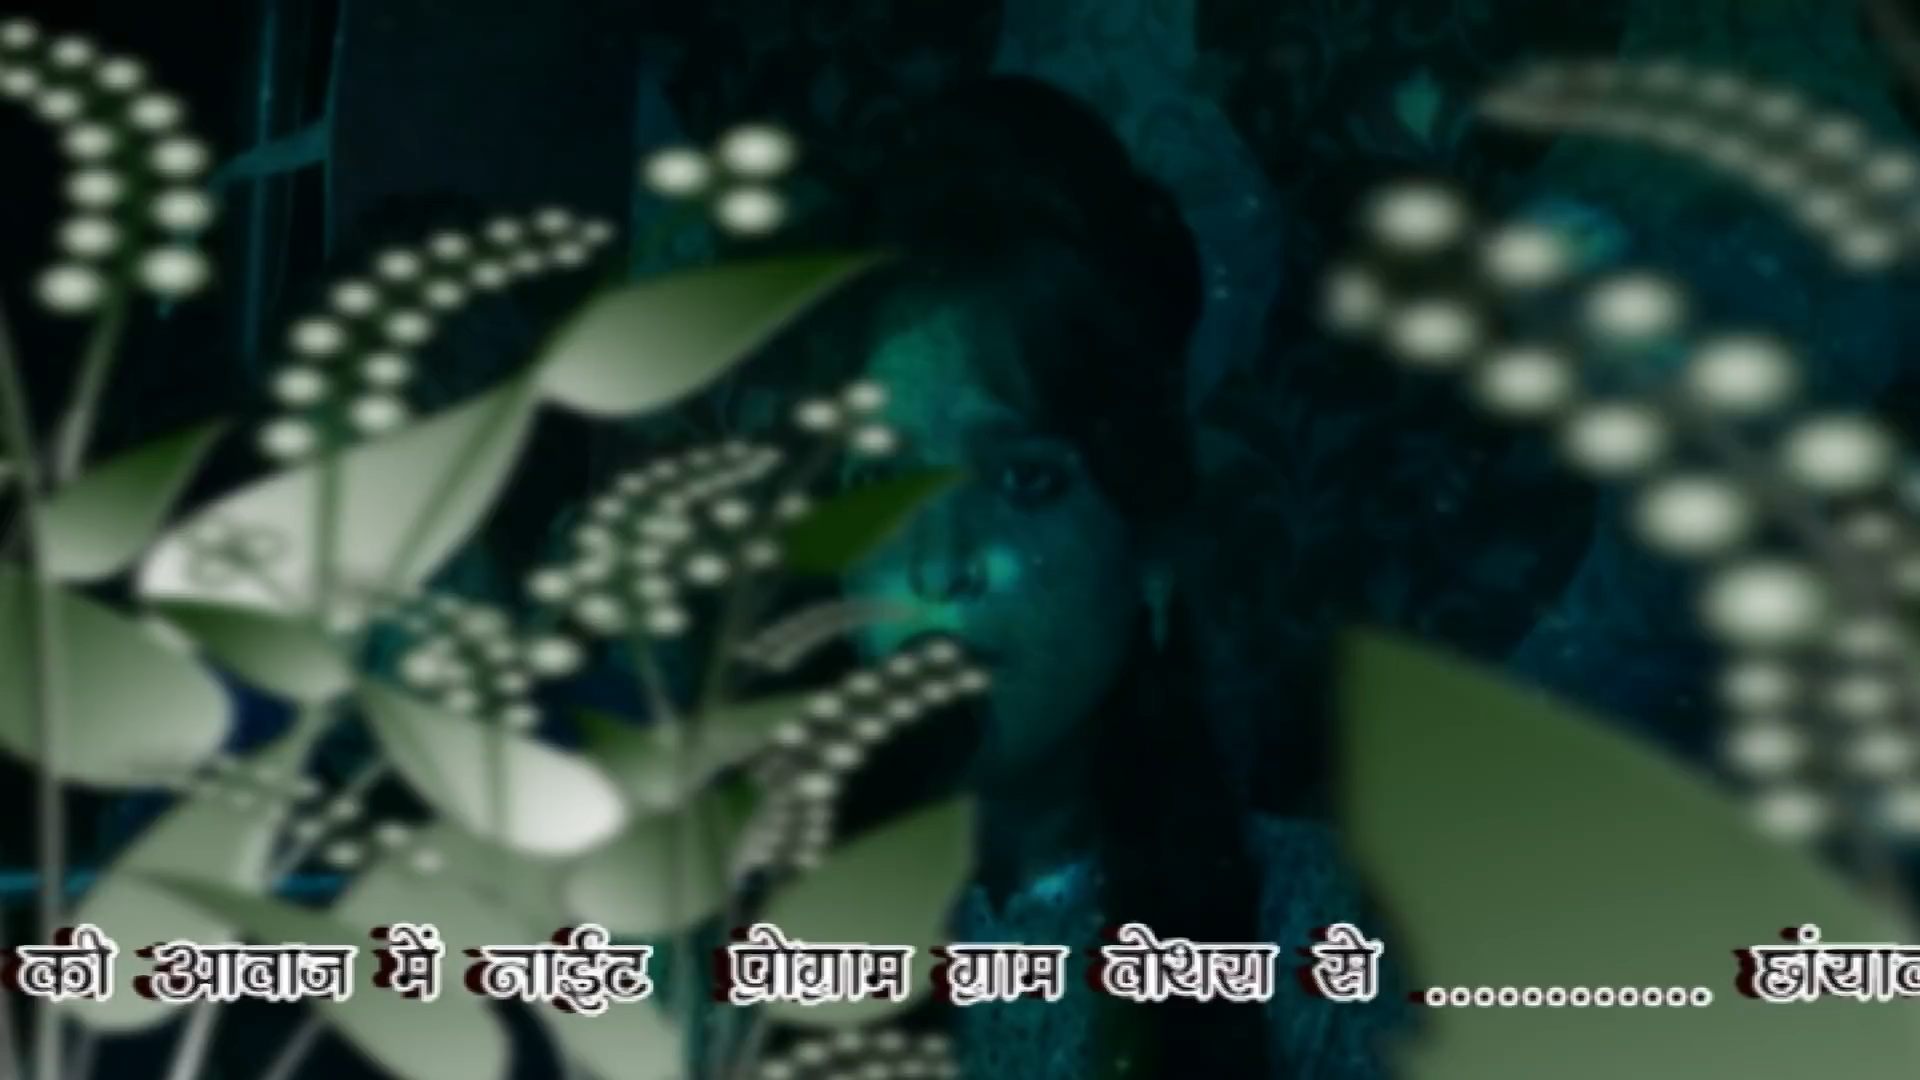 की आवाज में नाईट प्रोग्राम ग्राम बोथरा से ............